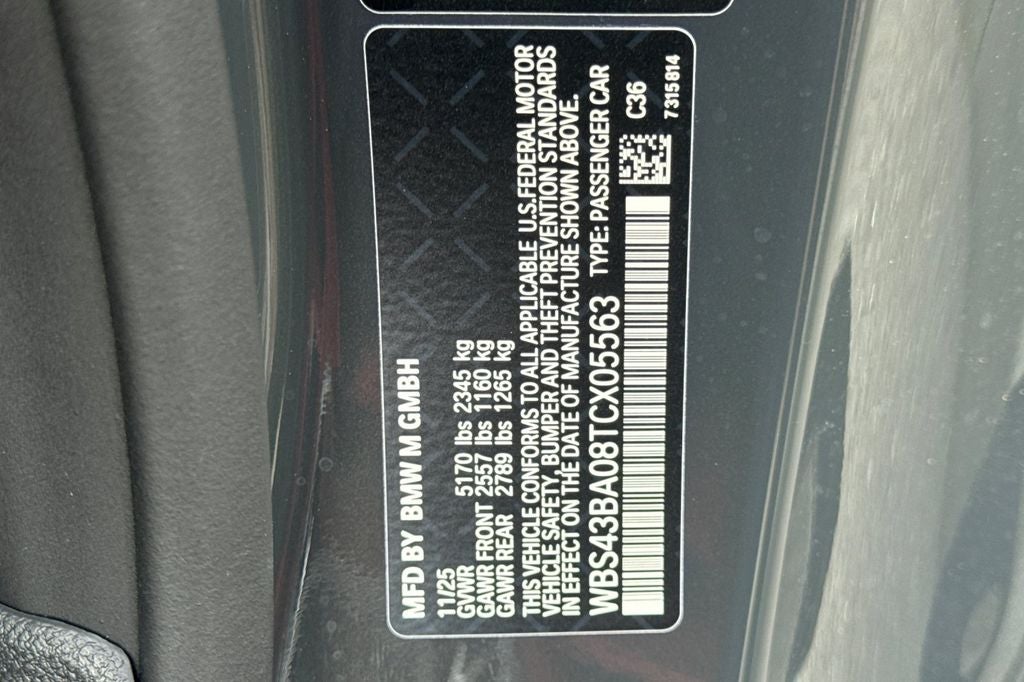 MFD BY BMW M GMBH
11/25
GVWR 5170 lbs 2345 kg
GAWR FRONT 2557 lbs 1160 kg
GAWR REAR 2789 lbs 1265 kg
THIS VEHICLE CONFORMS TO ALL APPLICABLE U.S.FEDERAL MOTOR
VEHICLE SAFETY, BUMPER AND THEFT PREVENTION STANDARDS
IN EFFECT ON THE DATE OF MANUFACTURE SHOWN ABOVE.
WBS43BA08TCX05563 TYPE: PASSENGER CAR
C36
7315814